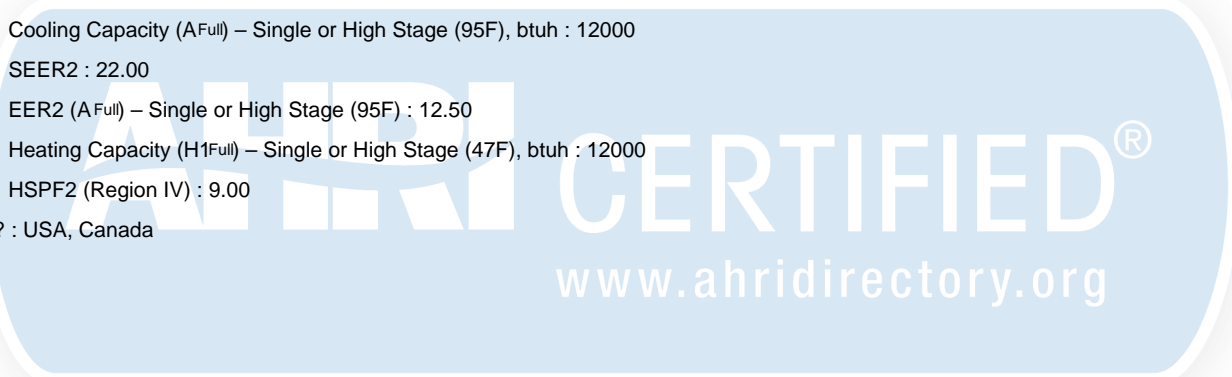 Cooling Capacity (AFull) – Single or High Stage (95F), btuh : 12000
SEER2 : 22.00
EER2 (AFull) – Single or High Stage (95F) : 12.50
Heating Capacity (H1Full) – Single or High Stage (47F), btuh : 12000
HSPF2 (Region IV) : 9.00
? : USA, Canada
AHRI CERTIFIED®
www.ahridirectory.org